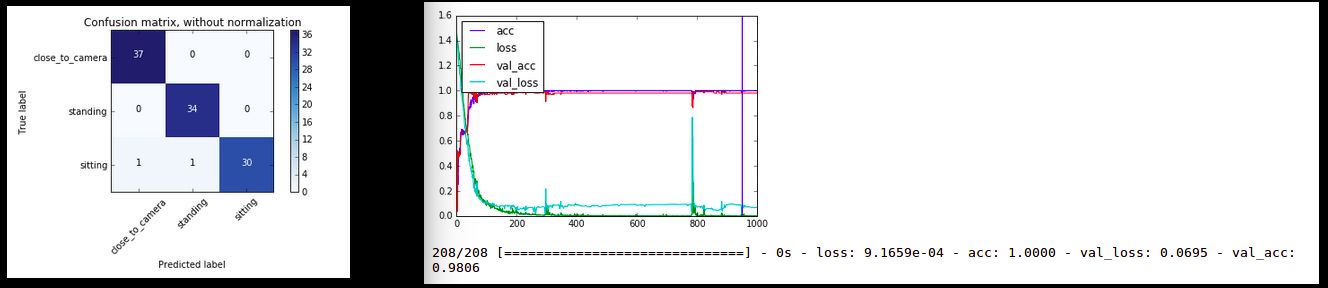 Confusion matrix, without normalization
True label
close_to_camera
standing
sitting
37 0 0
0 34 0
1 1 30
close_to_camera
standing
sitting
Predicted label
36
32
28
24
20
16
12
8
4
0
1.6
1.4
1.2
1.0
0.8
0.6
0.4
0.2
0.0
acc
loss
val_acc
val_loss
0 200 400 600 800 1000
208/208 [==============================] - 0s - loss: 9.1659e-04 - acc: 1.0000 - val_loss: 0.0695 - val_acc:
0.9806